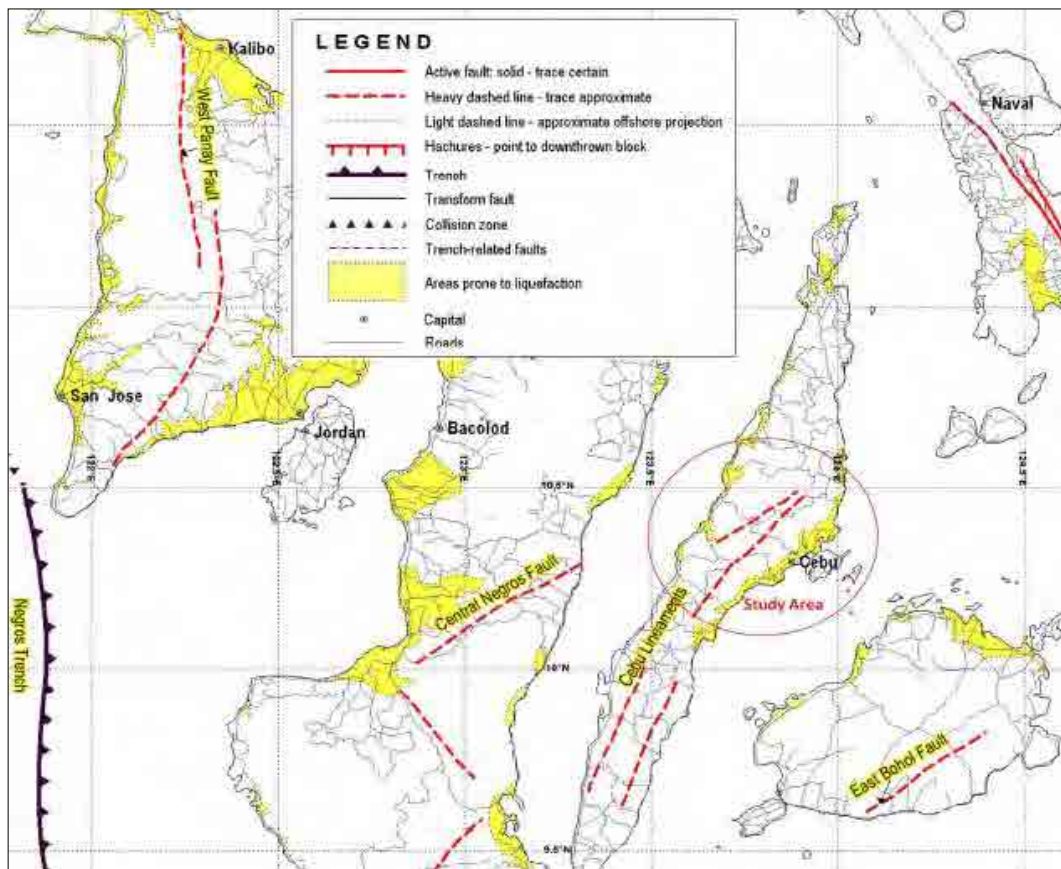 LEGEND
Active fault: solid - trace certain
Heavy dashed line - trace approximate
Light dashed line - approximate offshore projection
Hachures - point to downthrown block
Trench
Transform fault
Collision zone
Trench-related faults
Areas prone to liquefaction
Capital
Roads
Kalibo
West Panay Fault
Naval
San Jose
Jordan
Bacolod
122°E
122.5°E
123°E
123.5°E
124.5°E
10.5°N
Cebu
Central Negros Fault
Study Area
Negros Trench
Cebu Lineaments
10°N
East Bohol Fault
9.5°N